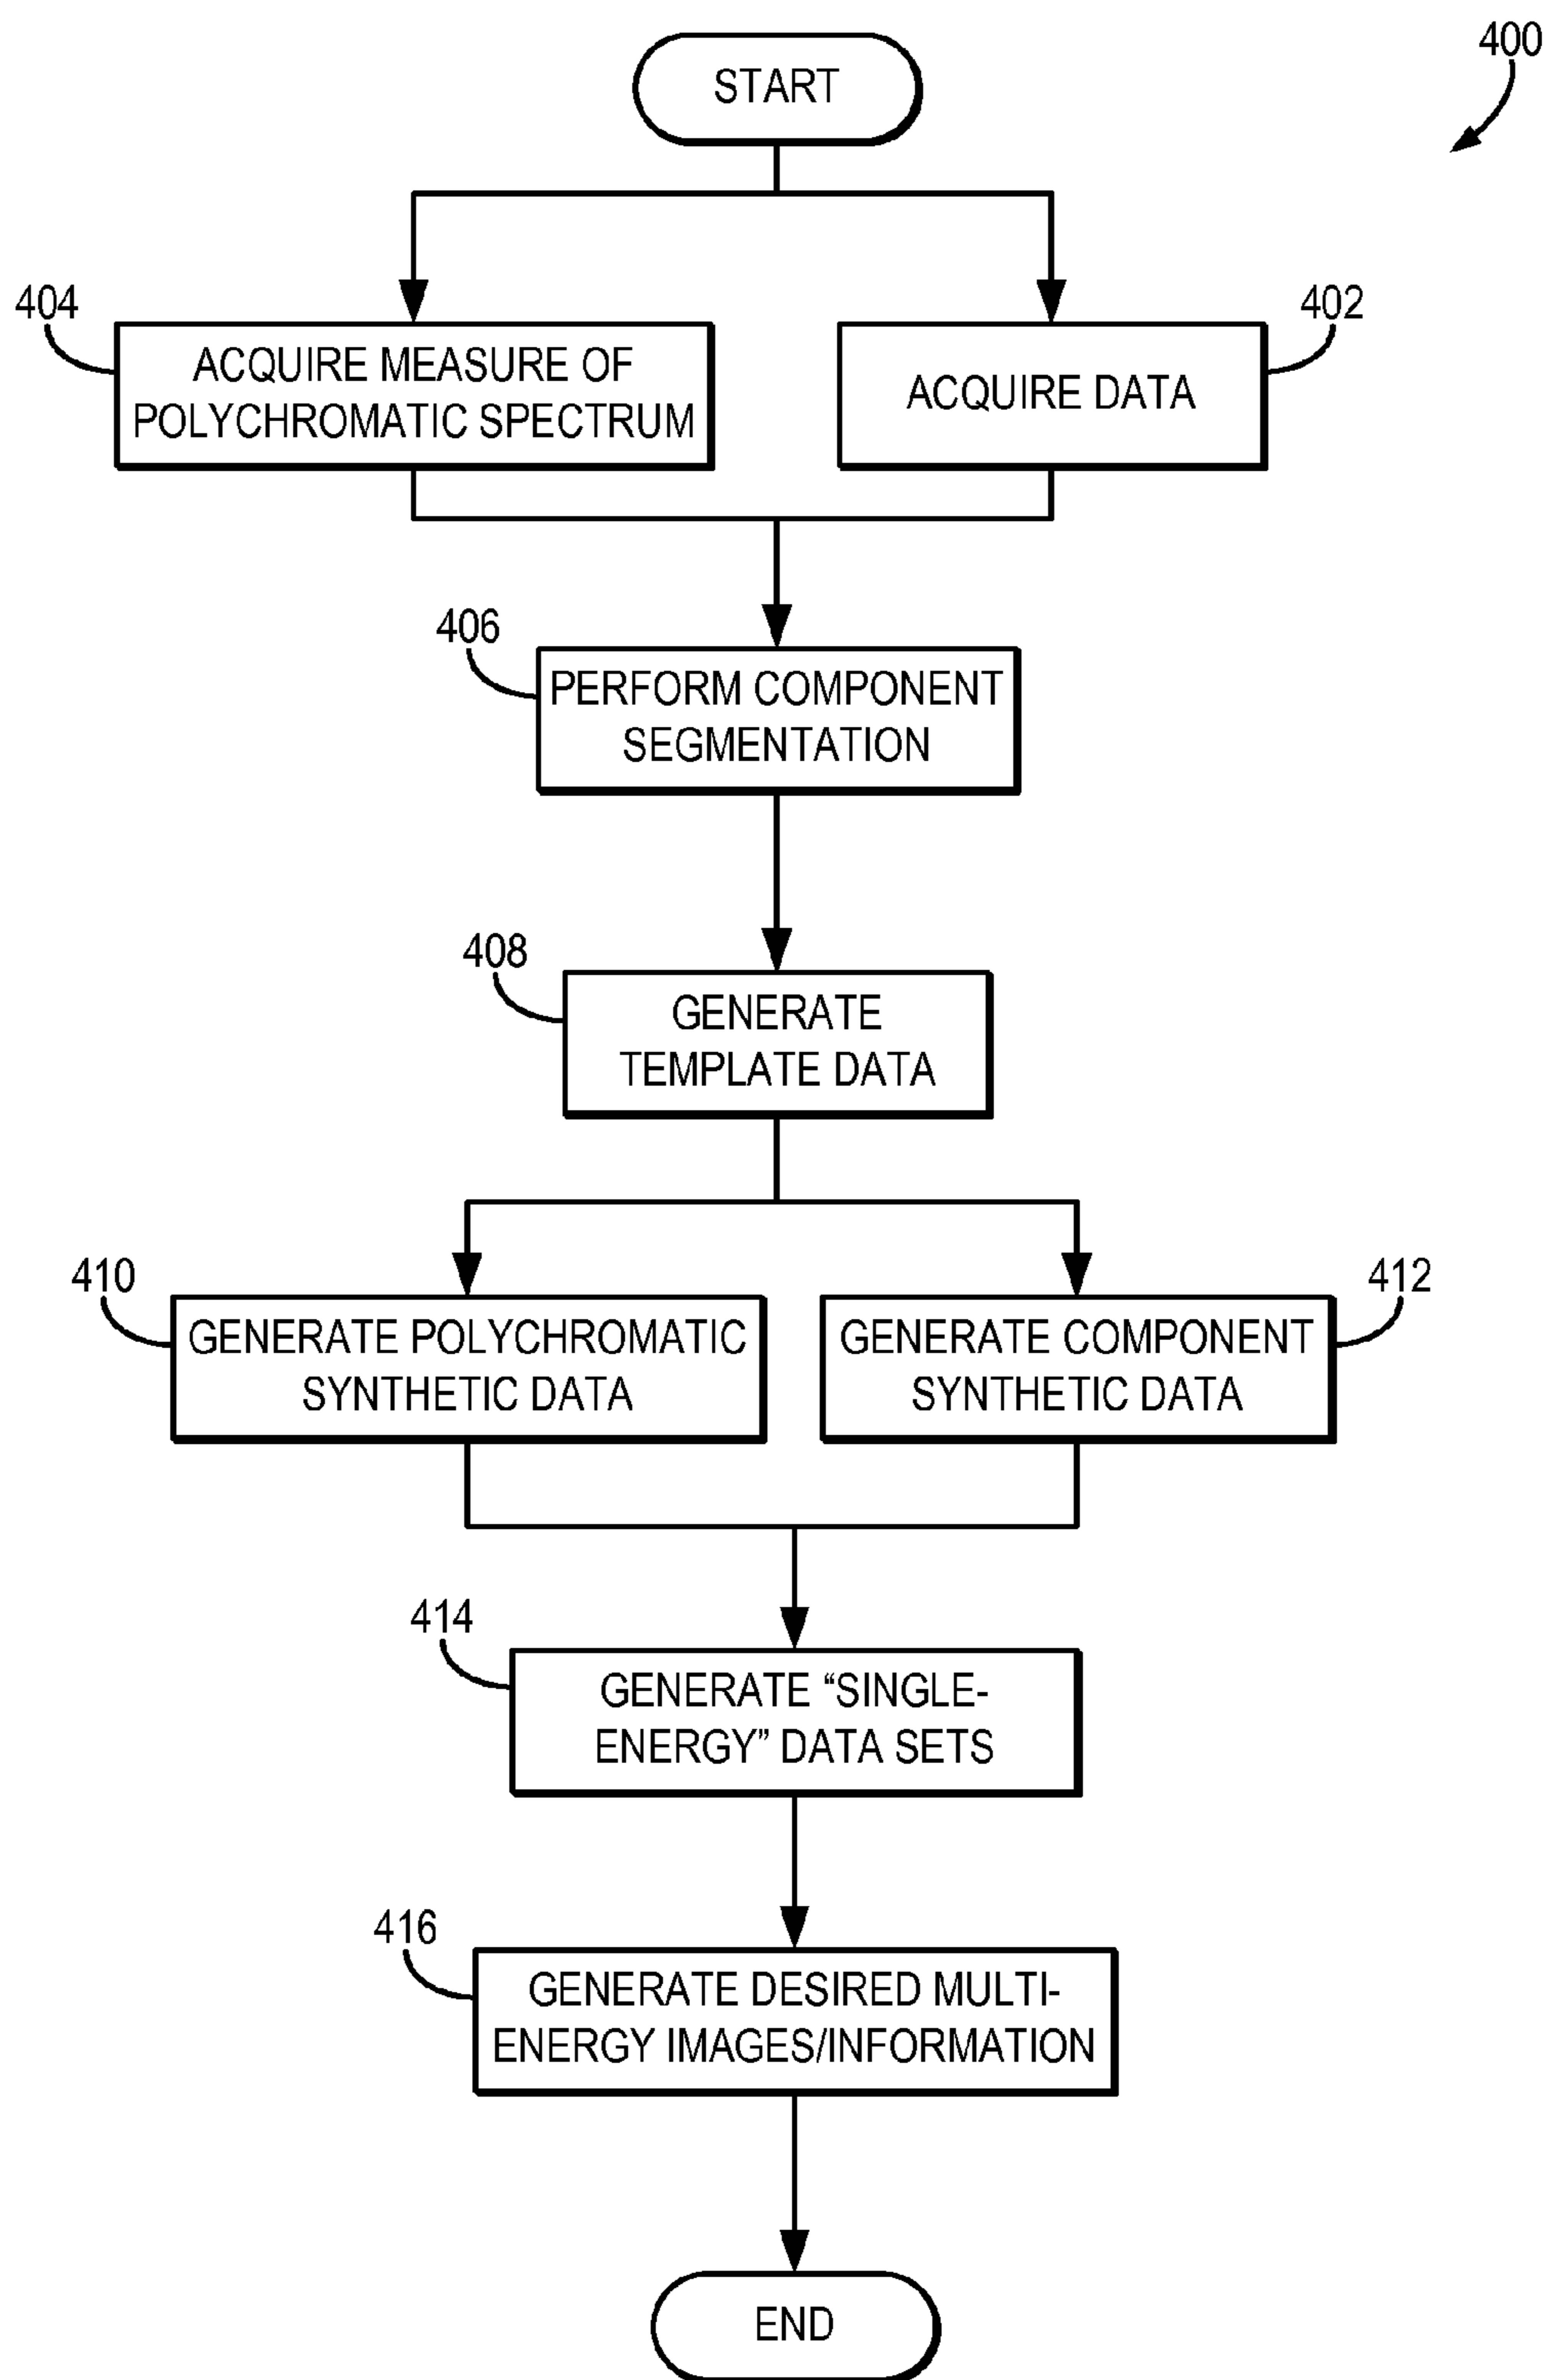 400
START
404
402
ACQUIRE MEASURE OF
POLYCHROMATIC SPECTRUM
ACQUIRE DATA
406
PERFORM COMPONENT
SEGMENTATION
408
GENERATE
TEMPLATE DATA
410
412
GENERATE POLYCHROMATIC
SYNTHETIC DATA
GENERATE COMPONENT
SYNTHETIC DATA
414
GENERATE “SINGLE-
ENERGY” DATA SETS
416
GENERATE DESIRED MULTI-
ENERGY IMAGES/INFORMATION
END